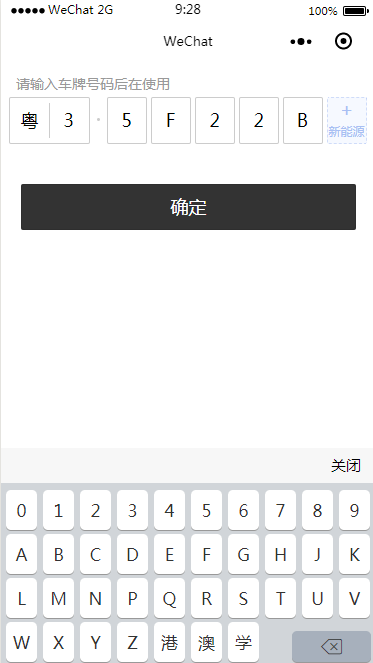 ●●●●● WeChat 2G 9:28 100%
WeChat
请输入车牌号码后在使用
粤 3 · 5 F 2 2 B + 新能源
确定
关闭
0 1 2 3 4 5 6 7 8 9
A B C D E F G H J K
L M N P Q R S T U V
W X Y Z 港 澳 学